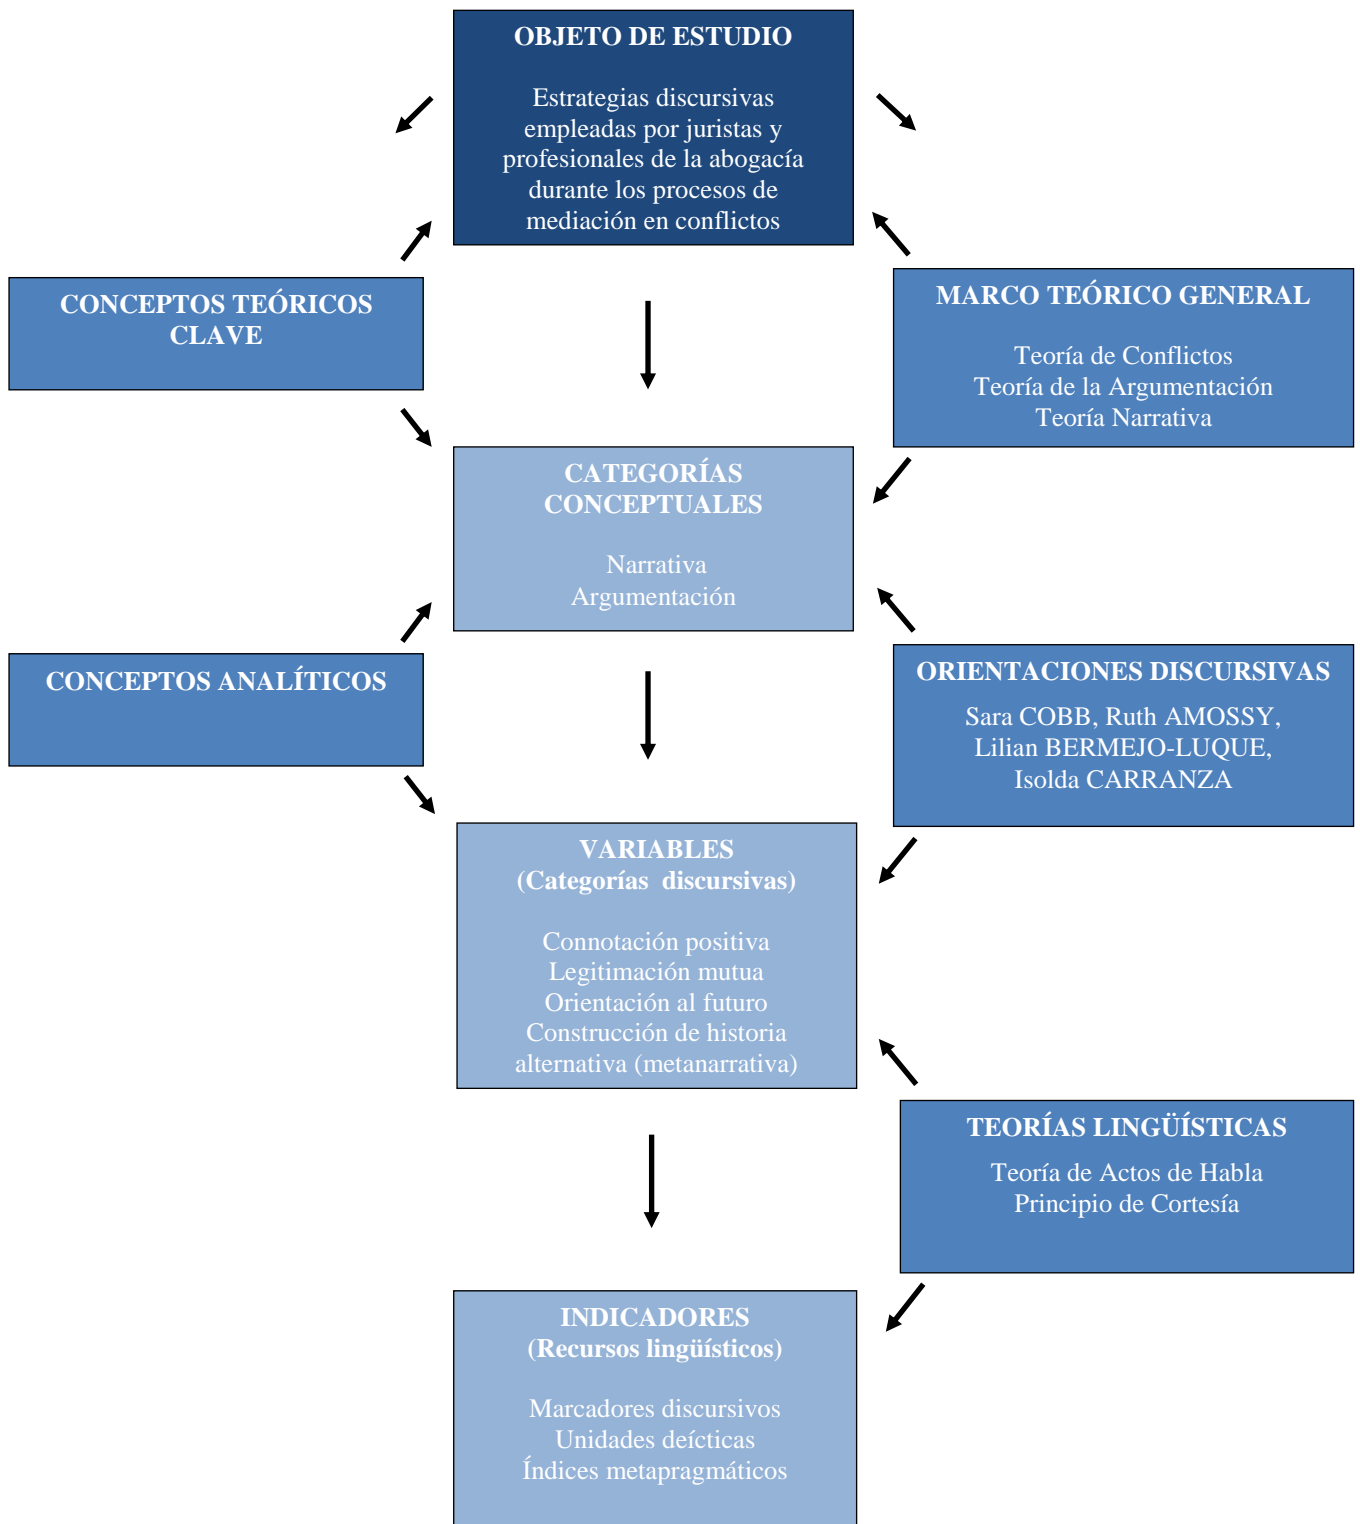 OBJETO DE ESTUDIO
Estrategias discursivas
empleadas por juristas y
profesionales de la abogacía
durante los procesos de
mediación en conflictos
CONCEPTOS TEÓRICOS
CLAVE
MARCO TEÓRICO GENERAL
Teoría de Conflictos
Teoría de la Argumentación
Teoría Narrativa
CATEGORÍAS
CONCEPTUALES
Narrativa
Argumentación
CONCEPTOS ANALÍTICOS
ORIENTACIONES DISCURSIVAS
Sara COBB, Ruth AMOSSY,
Lilian BERMEJO-LUQUE,
Isolda CARRANZA
VARIABLES
(Categorías discursivas)
Connotación positiva
Legitimación mutua
Orientación al futuro
Construcción de historia
alternativa (metanarrativa)
TEORÍAS LINGÜÍSTICAS
Teoría de Actos de Habla
Principio de Cortesía
INDICADORES
(Recursos lingüísticos)
Marcadores discursivos
Unidades deícticas
Índices metapragmáticos